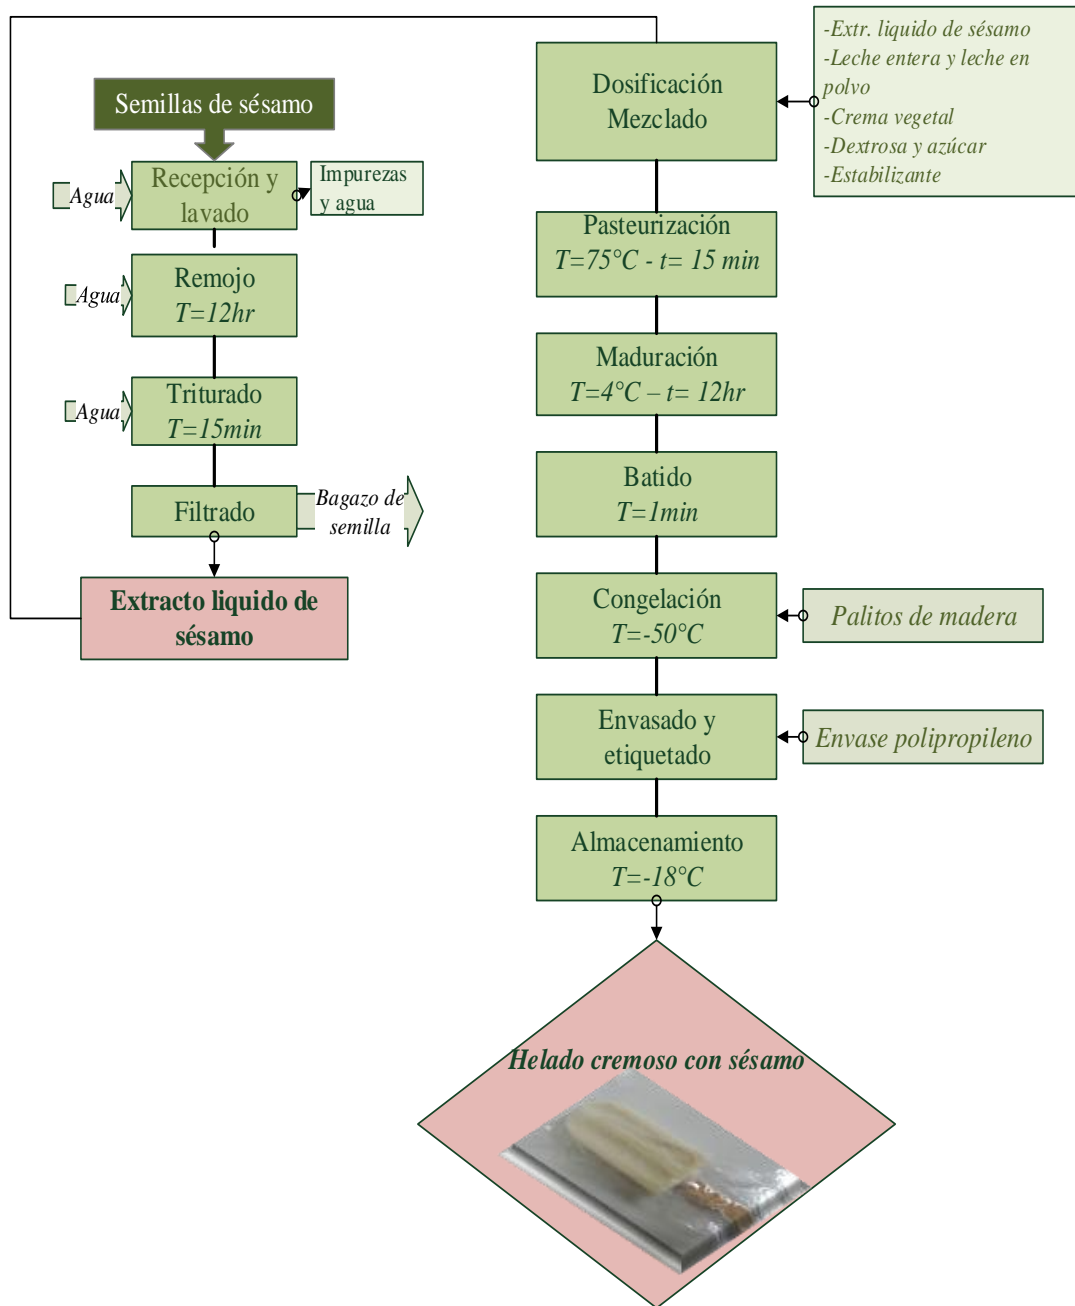 Semillas de sésamo
Agua
Recepción y
lavado
Impurezas
y agua
Agua
Remojo
T=12hr
Agua
Triturado
T=15min
Filtrado
Bagazo de
semilla
Extracto liquido de
sésamo
Dosificación
Mezclado
-Extr. liquido de sésamo
-Leche entera y leche en
polvo
-Crema vegetal
-Dextrosa y azúcar
-Estabilizante
Pasteurización
T=75°C - t= 15 min
Maduración
T=4°C – t= 12hr
Batido
T=1min
Congelación
T=-50°C
Palitos de madera
Envasado y
etiquetado
Envase polipropileno
Almacenamiento
T=-18°C
Helado cremoso con sésamo